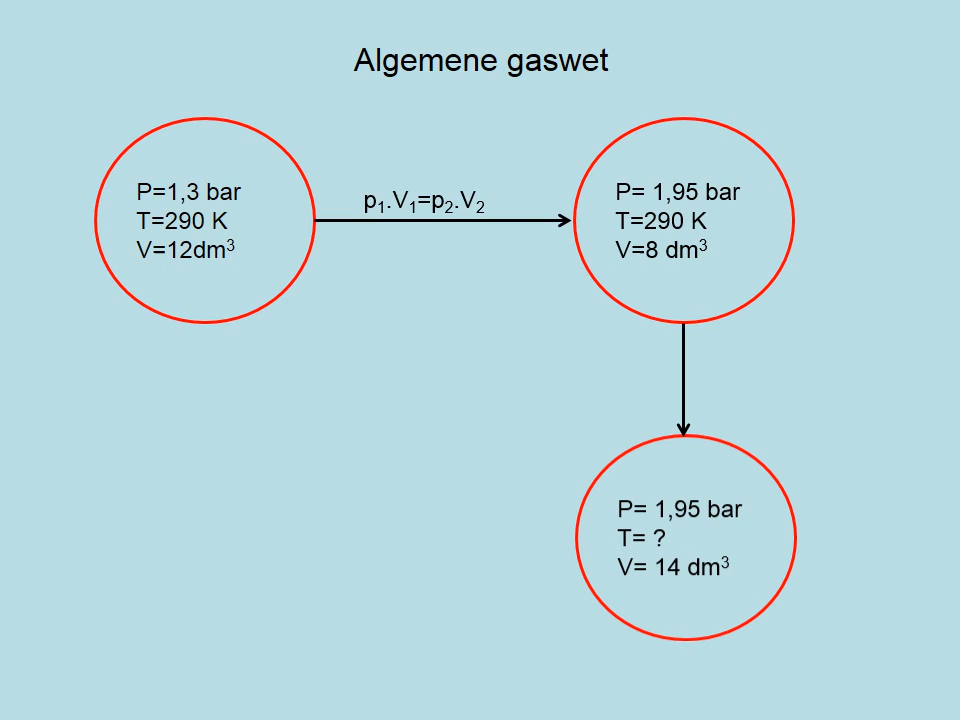 Algemene gaswet
P=1,3 bar
T=290 K
V=12dm³
p₁.V₁=p₂.V₂
P= 1,95 bar
T=290 K
V=8 dm³
P= 1,95 bar
T= ?
V= 14 dm³